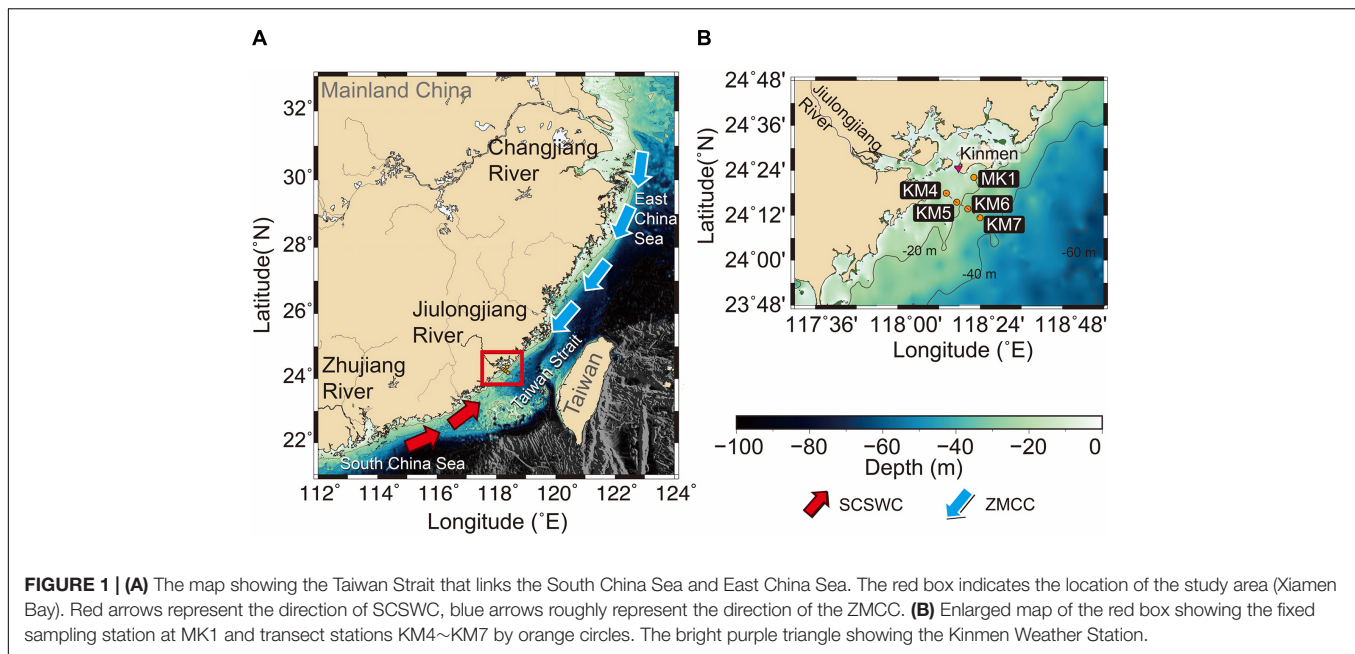 A
32°
30°
28°
26°
24°
22°
Latitude(°N)
Mainland China
Changjiang
River
East
China
Sea
Jiulongjiang
River
Zhujiang
River
Taiwan Strait
Taiwan
South China Sea
112° 114° 116° 118° 120° 122° 124°
Longitude (°E)
B
24°48'
24°36'
24°24'
24°12'
24°00'
23°48'
Latitude(°N)
Jiulongjiang
River
Kinmen
MK1
KM4
KM6
KM5
KM7
-20 m
-40 m
-60 m
117°36' 118°00' 118°24' 118°48'
Longitude (°E)
−100 −80 −60 −40 −20 0
Depth (m)
SCSWC
ZMCC
FIGURE 1 | (A) The map showing the Taiwan Strait that links the South China Sea and East China Sea. The red box indicates the location of the study area (Xiamen
Bay). Red arrows represent the direction of SCSWC, blue arrows roughly represent the direction of the ZMCC. (B) Enlarged map of the red box showing the fixed
sampling station at MK1 and transect stations KM4∼KM7 by orange circles. The bright purple triangle showing the Kinmen Weather Station.